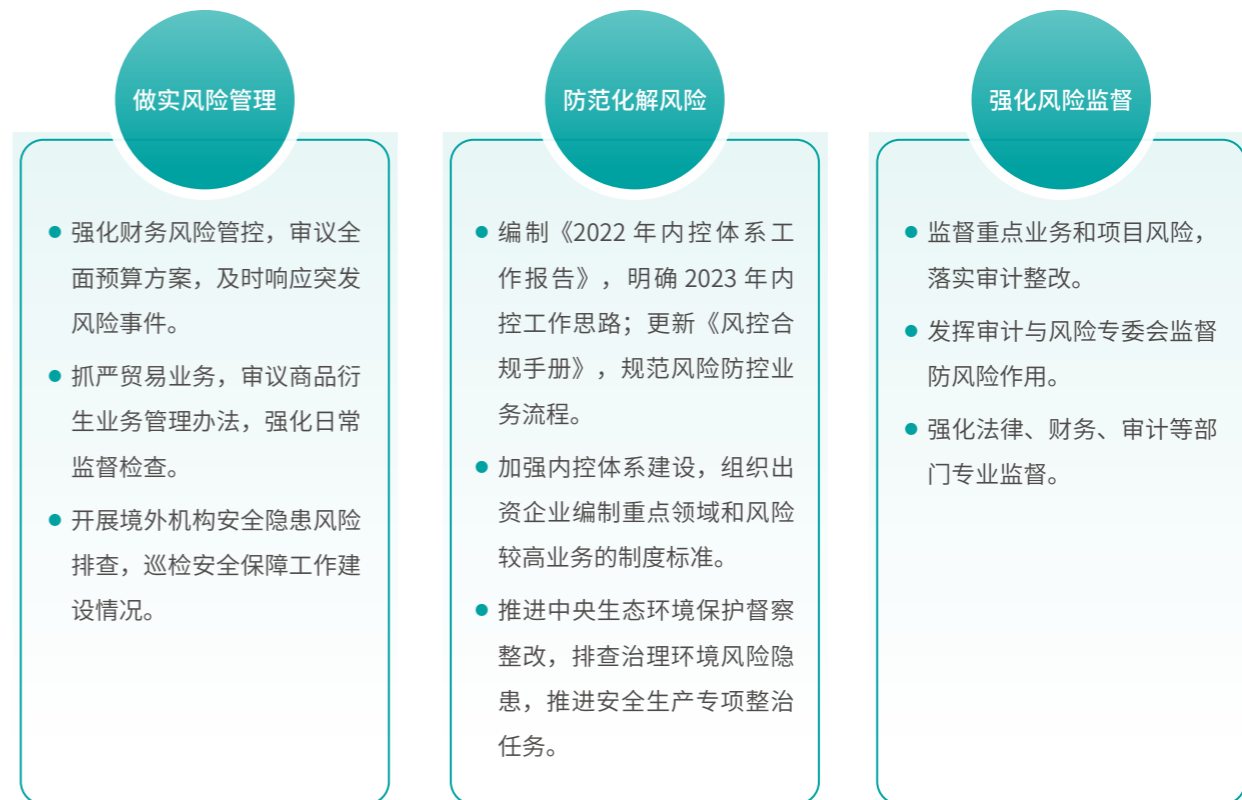 做实风险管理
强化财务风险管控，审议全
面预算方案，及时响应突发
风险事件。
抓严贸易业务，审议商品衍
生业务管理办法，强化日常
监督检查。
开展境外机构安全隐患风险
排查，巡检安全保障工作建
设情况。
防范化解风险
编制《2022 年内控体系工
作报告》，明确 2023 年内
控工作思路；更新《风控合
规手册》，规范风险防控业
务流程。
加强内控体系建设，组织出
资企业编制重点领域和风险
较高业务的制度标准。
推进中央生态环境保护督察
整改，排查治理环境风险隐
患，推进安全生产专项整治
任务。
强化风险监督
监督重点业务和项目风险，
落实审计整改。
发挥审计与风险专委会监督
防风险作用。
强化法律、财务、审计等部
门专业监督。